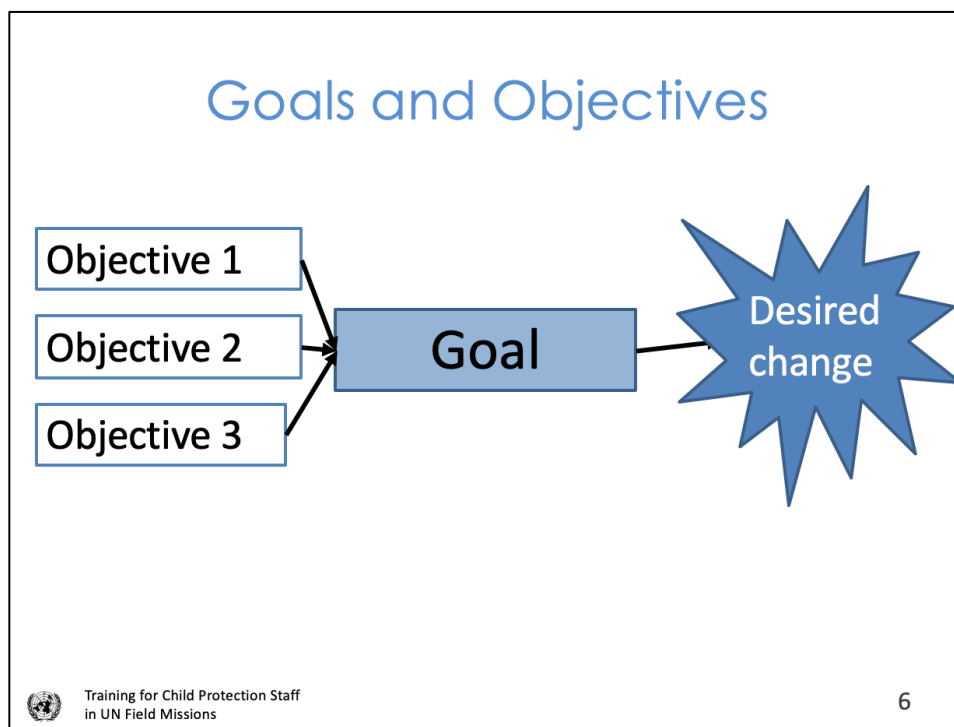 Goals and Objectives
Objective 1
Objective 2
Objective 3
Goal
Desired
change
Training for Child Protection Staff
in UN Field Missions
6